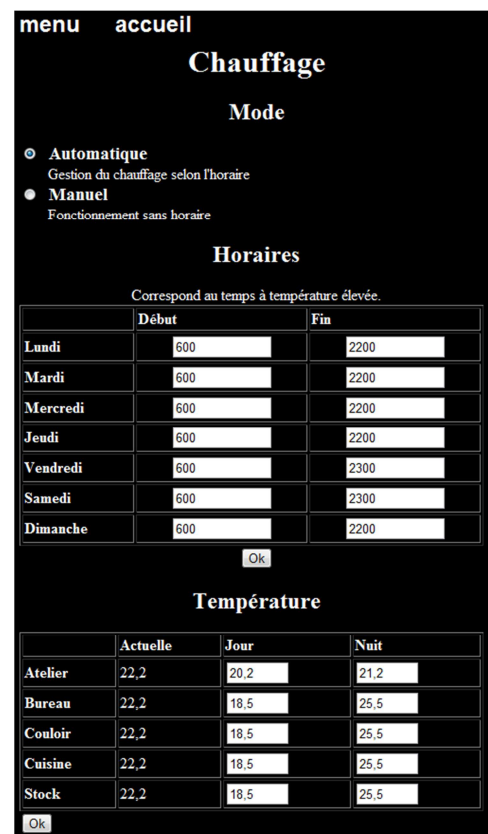 menu accueil
Chauffage
Mode
Automatique
Gestion du chauffage selon l'horaire
Manuel
Fonctionnement sans horaire
Horaires
Correspond au temps à température élevée.
Début Fin
Lundi 600 2200
Mardi 600 2200
Mercredi 600 2200
Jeudi 600 2200
Vendredi 600 2300
Samedi 600 2300
Dimanche 600 2200
Ok
Température
Actuelle Jour Nuit
Atelier 22,2 20,2 21,2
Bureau 22,2 18,5 25,5
Couloir 22,2 18,5 25,5
Cuisine 22,2 18,5 25,5
Stock 22,2 18,5 25,5
Ok